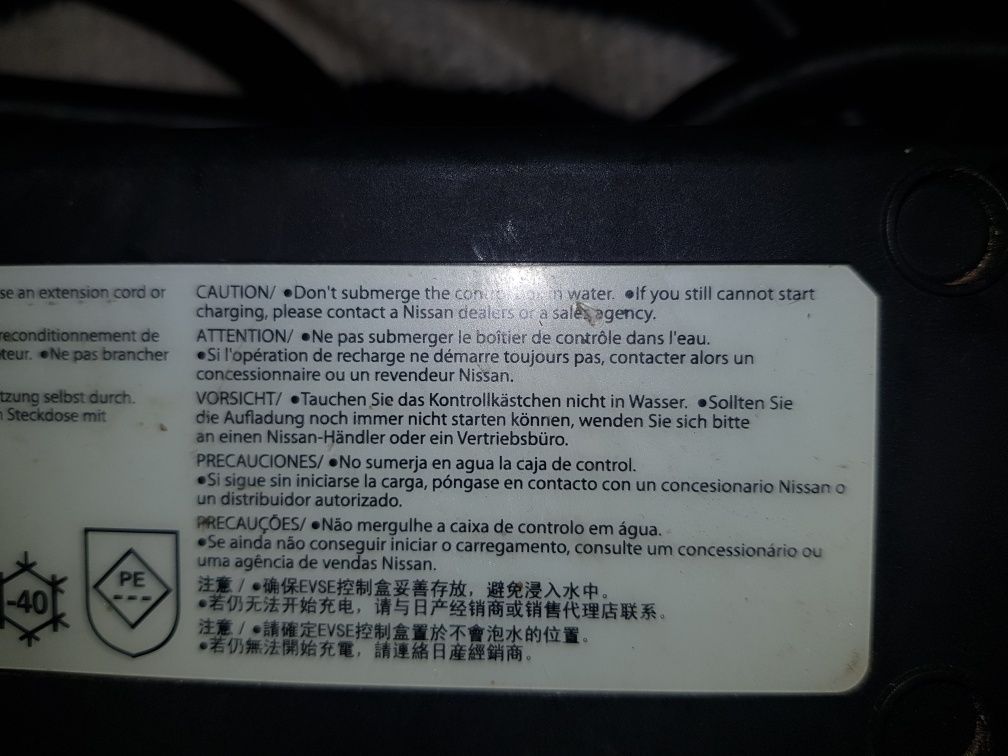 se an extension cord or
reconditionnement de
teur. •Ne pas brancher
tzung selbst durch.
n Steckdose mit
CAUTION/ •Don't submerge the control box in water. •If you still cannot start
charging, please contact a Nissan dealers or a sales agency.
ATTENTION/ •Ne pas submerger le boîtier de contrôle dans l'eau.
•Si l'opération de recharge ne démarre toujours pas, contacter alors un
concessionnaire ou un revendeur Nissan.
VORSICHT/ •Tauchen Sie das Kontrollkästchen nicht in Wasser. •Sollten Sie
die Aufladung noch immer nicht starten können, wenden Sie sich bitte
an einen Nissan-Händler oder ein Vertriebsbüro.
PRECAUCIONES/ •No sumerja en agua la caja de control.
•Si sigue sin iniciarse la carga, póngase en contacto con un concesionario Nissan o
un distribuidor autorizado.
PRECAUÇÕES/ •Não mergulhe a caixa de controlo em água.
•Se ainda não conseguir iniciar o carregamento, consulte um concessionário ou
uma agência de vendas Nissan.
注意 / •确保EVSE控制盒妥善存放，避免浸入水中。
•若仍无法开始充电，请与日产经销商或销售代理店联系。
注意 / •請確定EVSE控制盒置於不會泡水的位置。
•若仍無法開始充電，請連絡日産經銷商。
-40
PE